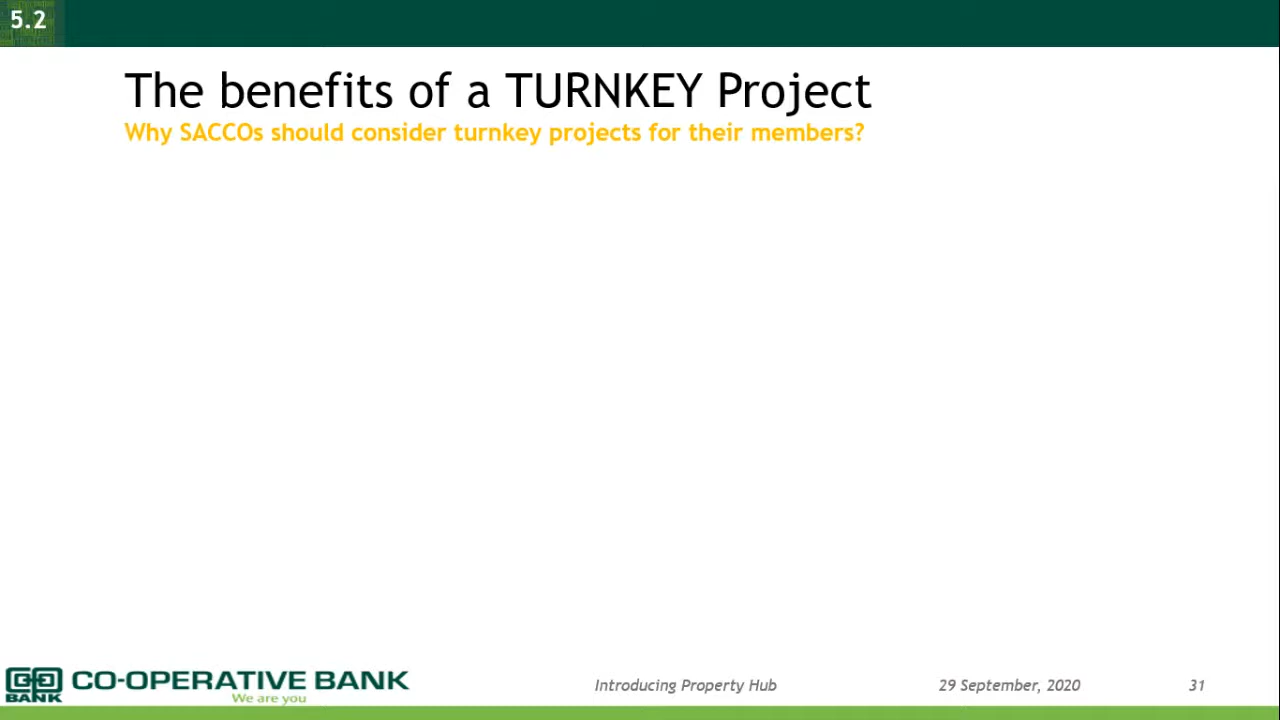 5.2
The benefits of a TURNKEY Project
Why SACCOs should consider turnkey projects for their members?
CO-OPERATIVE BANK
BANK
We are you
Introducing Property Hub
29 September, 2020
31